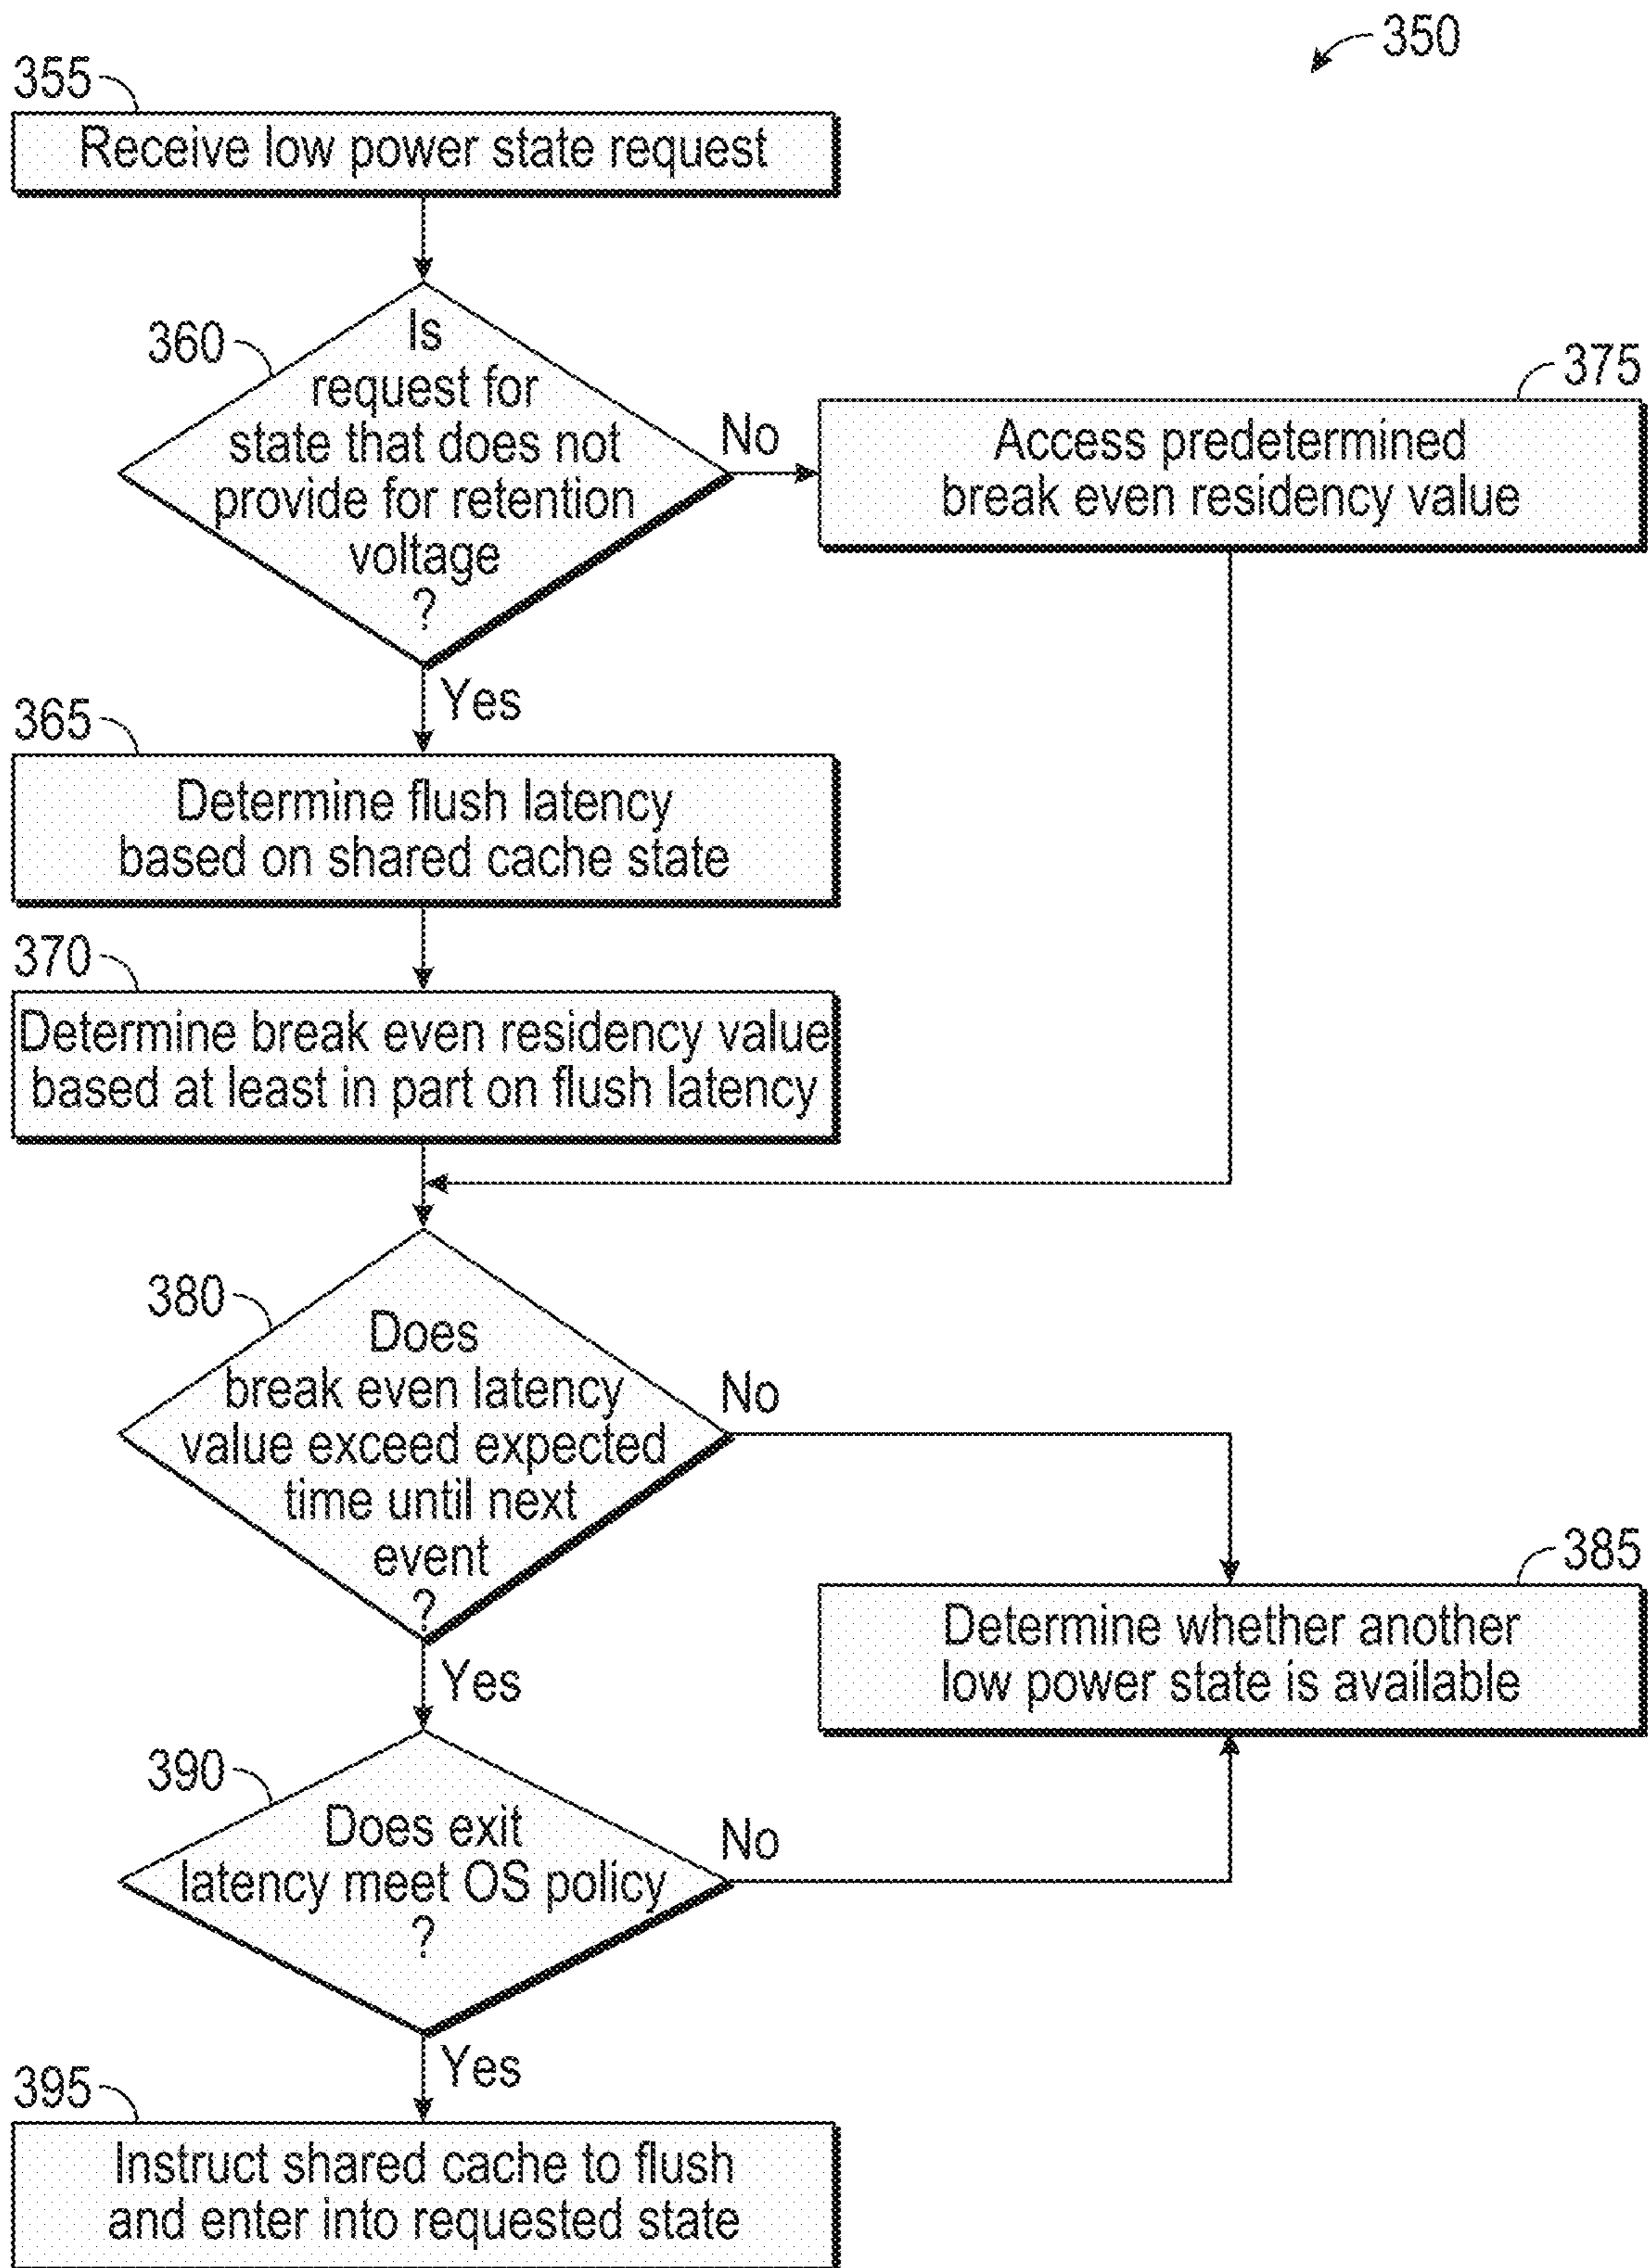 350
355
Receive low power state request
360
Is
request for
state that does not
provide for retention
voltage
?
No
375
Access predetermined
break even residency value
Yes
365
Determine flush latency
based on shared cache state
370
Determine break even residency value
based at least in part on flush latency
380
Does
break even latency
value exceed expected
time until next
event
?
No
385
Determine whether another
low power state is available
Yes
390
Does exit
latency meet OS policy
?
No
Yes
395
Instruct shared cache to flush
and enter into requested state